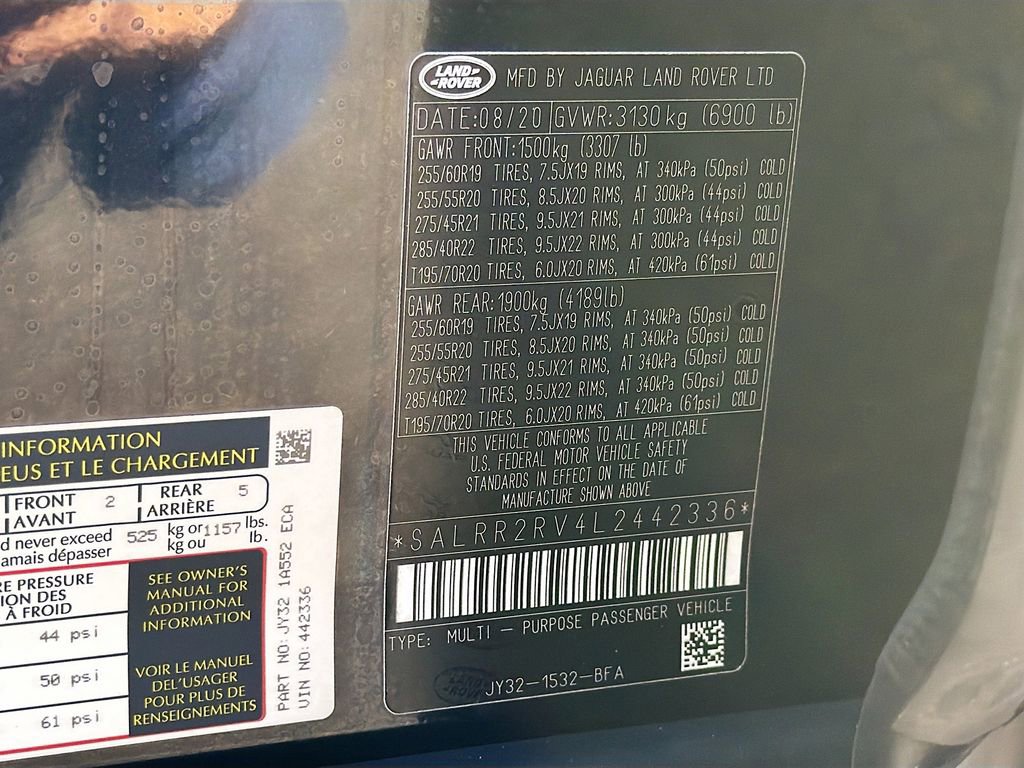 LAND ROVER MFD BY JAGUAR LAND ROVER LTD
DATE:08/20 GVWR:3130kg (6900 lb)
GAWR FRONT:1500kg (3307 lb)
255/60R19 TIRES, 7.5JX19 RIMS, AT 340kPa (50psi) COLD
255/55R20 TIRES, 8.5JX20 RIMS, AT 300kPa (44psi) COLD
275/45R21 TIRES, 9.5JX21 RIMS, AT 300kPa (44psi) COLD
285/40R22 TIRES, 9.5JX22 RIMS, AT 300kPa (44psi) COLD
T195/70R20 TIRES, 6.0JX20 RIMS, AT 420kPa (61psi) COLD
GAWR REAR:1900kg (4189lb)
255/60R19 TIRES, 7.5JX19 RIMS, AT 340kPa (50psi) COLD
255/55R20 TIRES, 8.5JX20 RIMS, AT 340kPa (50psi) COLD
275/45R21 TIRES, 9.5JX21 RIMS, AT 340kPa (50psi) COLD
285/40R22 TIRES, 9.5JX22 RIMS, AT 340kPa (50psi) COLD
T195/70R20 TIRES, 6.0JX20 RIMS, AT 420kPa (61psi) COLD
THIS VEHICLE CONFORMS TO ALL APPLICABLE
U.S. FEDERAL MOTOR VEHICLE SAFETY
STANDARDS IN EFFECT ON THE DATE OF
MANUFACTURE SHOWN ABOVE
*SALRR2RV4L2442336*
TYPE: MULTI - PURPOSE PASSENGER VEHICLE
LAND ROVER
JY32-1532-BFA
INFORMATION
EUS ET LE CHARGEMENT
FRONT 2 REAR 5
AVANT ARRIÈRE
d never exceed 525 kg or 1157 lbs.
amais dépasser kg ou lb.
RE PRESSURE
ION DES
À FROID
44 psi
50 psi
61 psi
SEE OWNER'S
MANUAL FOR
ADDITIONAL
INFORMATION
VOIR LE MANUEL
DEL'USAGER
POUR PLUS DE
RENSEIGNEMENTS
PART NO:JY32 1A552 ECA
VIN NO:442336